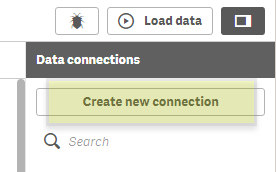 Load data
Data connections
Create new connection
Search